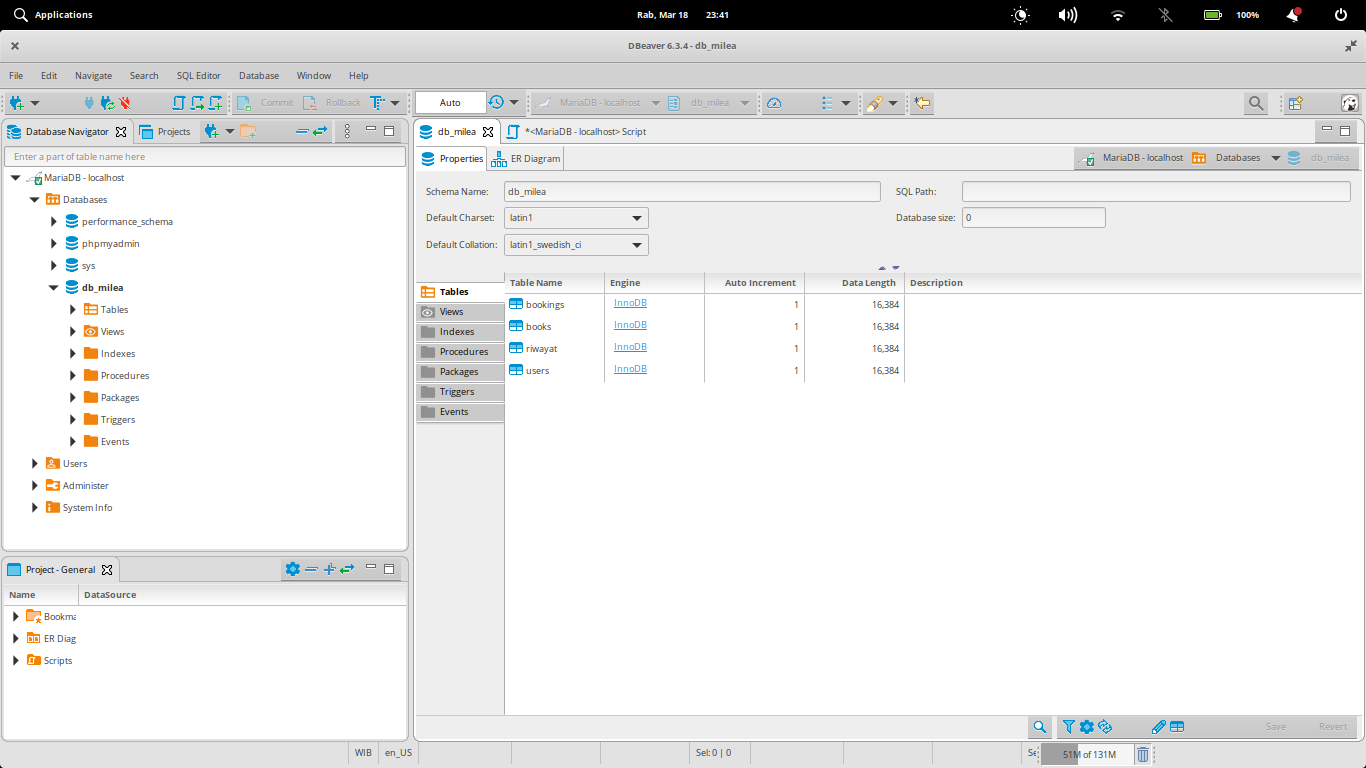 Applications
Rab, Mar 18 23:41
100%
DBeaver 6.3.4 - db_milea
File Edit Navigate Search SQL Editor Database Window Help
Commit Rollback Auto MariaDB - localhost db_milea
Database Navigator Projects
Enter a part of table name here
MariaDB - localhost
Databases
performance_schema
phpmyadmin
sys
db_milea
Tables
Views
Indexes
Procedures
Packages
Triggers
Events
Users
Administer
System Info
Project - General
Name DataSource
Bookma
ER Diag
Scripts
db_milea *<MariaDB - localhost> Script
Properties ER Diagram MariaDB - localhost Databases db_milea
Schema Name: db_milea SQL Path:
Default Charset: latin1 Database size: 0
Default Collation: latin1_swedish_ci
Tables
Views
Indexes
Procedures
Packages
Triggers
Events
Table Name Engine Auto Increment Data Length Description
bookings InnoDB 1 16,384
books InnoDB 1 16,384
riwayat InnoDB 1 16,384
users InnoDB 1 16,384
Save Revert
WIB en_US Sel: 0 | 0 Se 51M of 131M